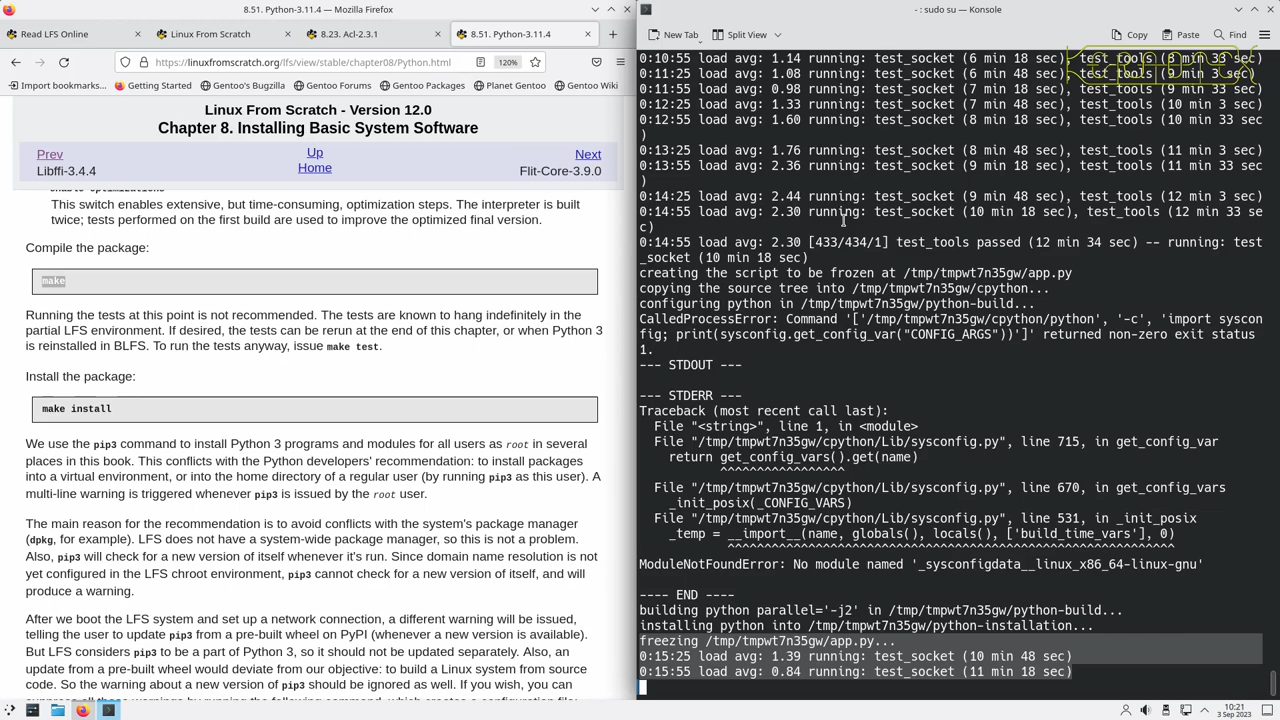 8.51. Python-3.11.4 — Mozilla Firefox
Read LFS Online
Linux From Scratch
8.23. Acl-2.3.1
8.51. Python-3.11.4
https://linuxfromscratch.org/lfs/view/stable/chapter08/Python.html
120%
Import bookmarks...
Getting Started
Gentoo's Bugzilla
Gentoo Forums
Gentoo Packages
Planet Gentoo
Gentoo Wiki
Linux From Scratch - Version 12.0
Chapter 8. Installing Basic System Software
Prev
Up
Next
Libffi-3.4.4
Home
Flit-Core-3.9.0
enable optimizations
This switch enables extensive, but time-consuming, optimization steps. The interpreter is built
twice; tests performed on the first build are used to improve the optimized final version.
Compile the package:
make
Running the tests at this point is not recommended. The tests are known to hang indefinitely in the
partial LFS environment. If desired, the tests can be rerun at the end of this chapter, or when Python 3
is reinstalled in BLFS. To run the tests anyway, issue make test.
Install the package:
make install
We use the pip3 command to install Python 3 programs and modules for all users as root in several
places in this book. This conflicts with the Python developers' recommendation: to install packages
into a virtual environment, or into the home directory of a regular user (by running pip3 as this user). A
multi-line warning is triggered whenever pip3 is issued by the root user.
The main reason for the recommendation is to avoid conflicts with the system's package manager
(dpkg, for example). LFS does not have a system-wide package manager, so this is not a problem.
Also, pip3 will check for a new version of itself whenever it's run. Since domain name resolution is
not yet configured in the LFS chroot environment, pip3 cannot check for a new version of itself, and will
produce a warning.
After we boot the LFS system and set up a network connection, a different warning will be issued,
telling the user to update pip3 from a pre-built wheel on PyPI (whenever a new version is available).
But LFS considers pip3 to be a part of Python 3, so it should not be updated separately. Also, an
update from a pre-built wheel would deviate from our objective: to build a Linux system from source
code. So the warning about a new version of pip3 should be ignored as well. If you wish, you can
- : sudo su — Konsole
New Tab
Split View
Copy
Paste
Find
0:10:55 load avg: 1.14 running: test_socket (6 min 18 sec), test_tools (8 min 33 sec)
0:11:25 load avg: 1.08 running: test_socket (6 min 48 sec), test_tools (9 min 3 sec)
0:11:55 load avg: 0.98 running: test_socket (7 min 18 sec), test_tools (9 min 33 sec)
0:12:25 load avg: 1.33 running: test_socket (7 min 48 sec), test_tools (10 min 3 sec)
0:12:55 load avg: 1.60 running: test_socket (8 min 18 sec), test_tools (10 min 33 sec
)
0:13:25 load avg: 1.76 running: test_socket (8 min 48 sec), test_tools (11 min 3 sec)
0:13:55 load avg: 2.36 running: test_socket (9 min 18 sec), test_tools (11 min 33 sec
)
0:14:25 load avg: 2.44 running: test_socket (9 min 48 sec), test_tools (12 min 3 sec)
0:14:55 load avg: 2.30 running: test_socket (10 min 18 sec), test_tools (12 min 33 se
c)
0:14:55 load avg: 2.30 [433/434/1] test_tools passed (12 min 34 sec) -- running: test
_socket (10 min 18 sec)
creating the script to be frozen at /tmp/tmpwt7n35gw/app.py
copying the source tree into /tmp/tmpwt7n35gw/cpython...
configuring python in /tmp/tmpwt7n35gw/python-build...
CalledProcessError: Command '['/tmp/tmpwt7n35gw/cpython/python', '-c', 'import syscon
fig; print(sysconfig.get_config_var("CONFIG_ARGS"))']' returned non-zero exit status
1.
--- STDOUT ---
--- STDERR ---
Traceback (most recent call last):
File "<string>", line 1, in <module>
File "/tmp/tmpwt7n35gw/cpython/Lib/sysconfig.py", line 715, in get_config_var
return get_config_vars().get(name)
^^^^^^^^^^^^^^^^^
File "/tmp/tmpwt7n35gw/cpython/Lib/sysconfig.py", line 670, in get_config_vars
_init_posix(_CONFIG_VARS)
File "/tmp/tmpwt7n35gw/cpython/Lib/sysconfig.py", line 531, in _init_posix
_temp = __import__(name, globals(), locals(), ['build_time_vars'], 0)
^^^^^^^^^^^^^^^^^^^^^^^^^^^^^^^^^^^^^^^^^^^^^^^^^^^^^^^^^^^^^
ModuleNotFoundError: No module named '_sysconfigdata__linux_x86_64-linux-gnu'
---- END ----
building python parallel='-j2' in /tmp/tmpwt7n35gw/python-build...
installing python into /tmp/tmpwt7n35gw/python-installation...
freezing /tmp/tmpwt7n35gw/app.py...
0:15:25 load avg: 1.39 running: test_socket (10 min 48 sec)
0:15:55 load avg: 0.84 running: test_socket (11 min 18 sec)
10:21
3 Sep 2023